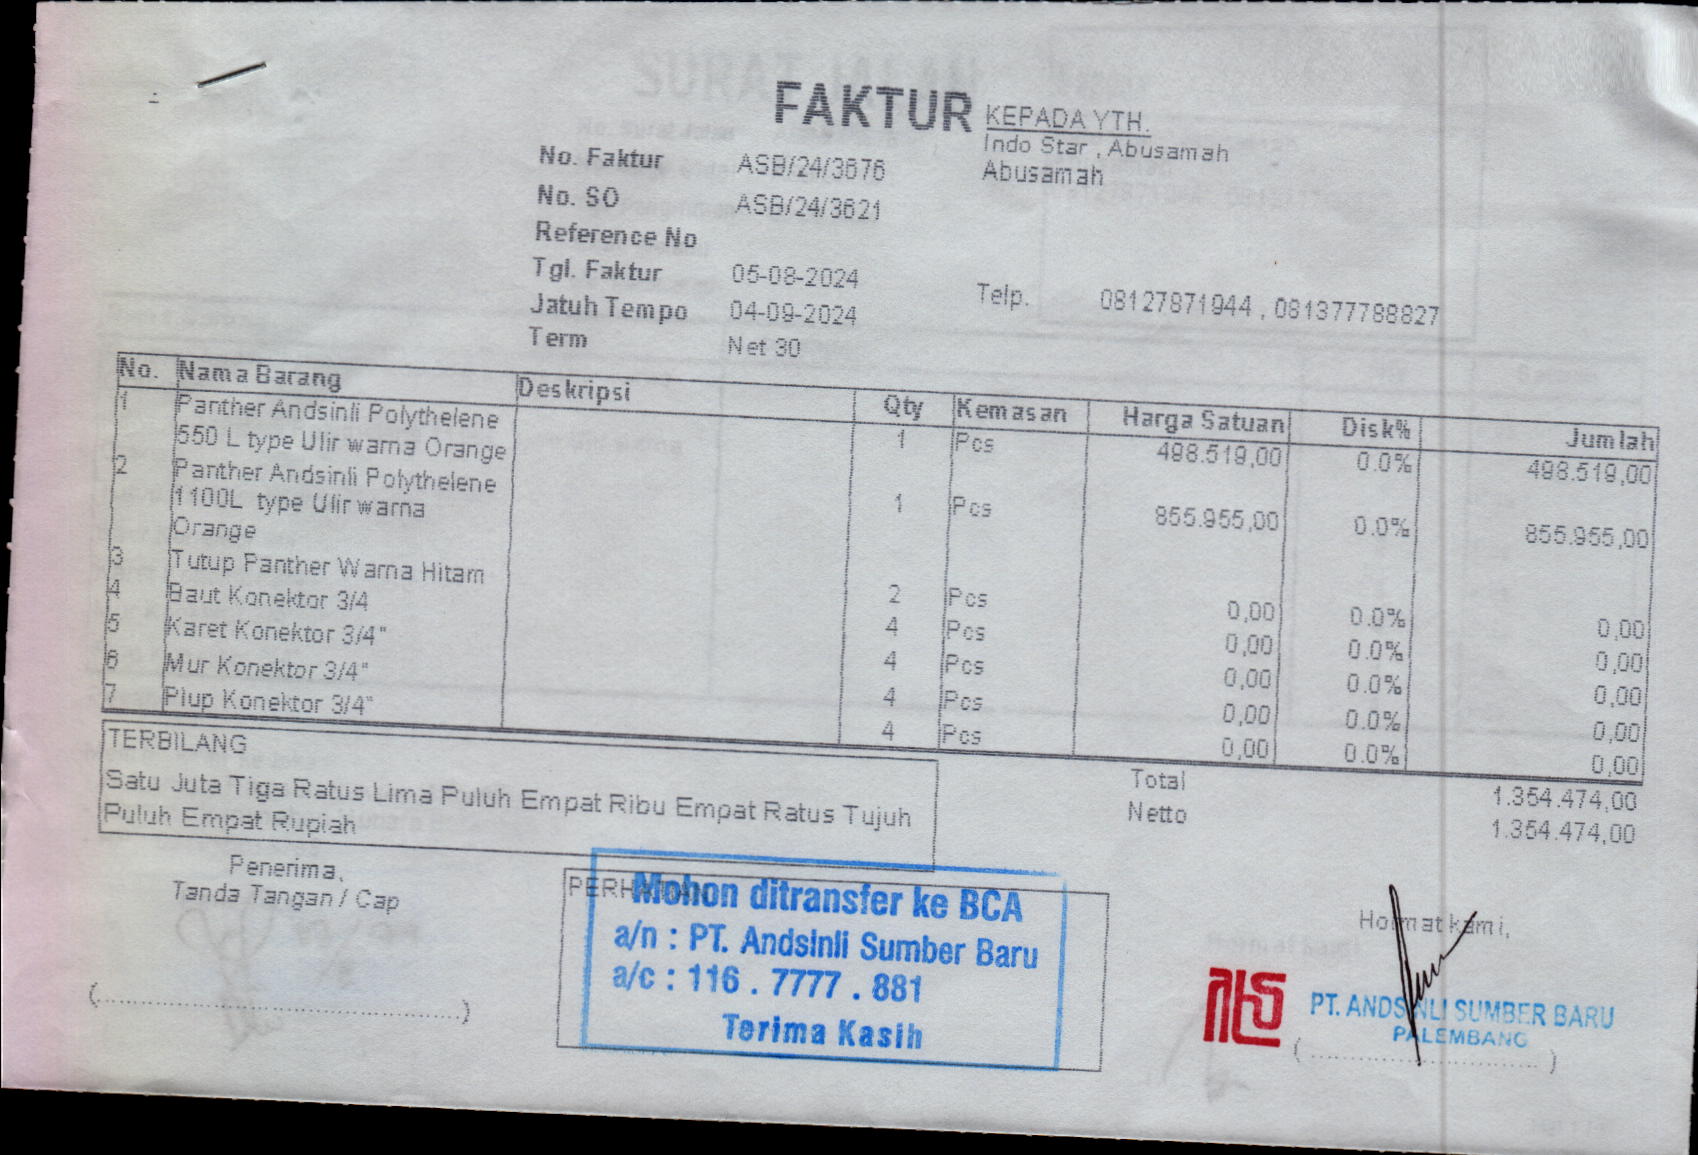 FAKTUR
KEPADA YTH.
Indo Star , Abusamah
Abusamah
No. Faktur ASB/24/3676
No. SO ASB/24/3621
Reference No
Tgl. Faktur 05-08-2024
Jatuh Tempo 04-09-2024
Term Net 30
Telp. 08127871944 , 081377788827
No. Nama Barang Deskripsi Qty Kemasan Harga Satuan Disk% Jumlah
1 Panther Andsinli Polythelene 1 Pcs 498.519,00 0.0% 498.519,00
550 L type Ulir warna Orange
2 Panther Andsinli Polythelene 1 Pcs 855.955,00 0.0% 855.955,00
1100L type Ulir warna
Orange
3 Tutup Panther Warna Hitam 2 Pcs 0,00 0.0% 0,00
4 Baut Konektor 3/4 4 Pcs 0,00 0.0% 0,00
5 Karet Konektor 3/4" 4 Pcs 0,00 0.0% 0,00
6 Mur Konektor 3/4" 4 Pcs 0,00 0.0% 0,00
7 Plup Konektor 3/4" 4 Pcs 0,00 0.0% 0,00
TERBILANG
Satu Juta Tiga Ratus Lima Puluh Empat Ribu Empat Ratus Tujuh
Puluh Empat Rupiah
Total 1.354.474,00
Netto 1.354.474,00
Penerima,
Tanda Tangan / Cap
Mohon ditransfer ke BCA
a/n : PT. Andsinli Sumber Baru
a/c : 116 . 7777 . 881
Terima Kasih
Hormat kami,
PT. ANDSINLI SUMBER BARU
PALEMBANG